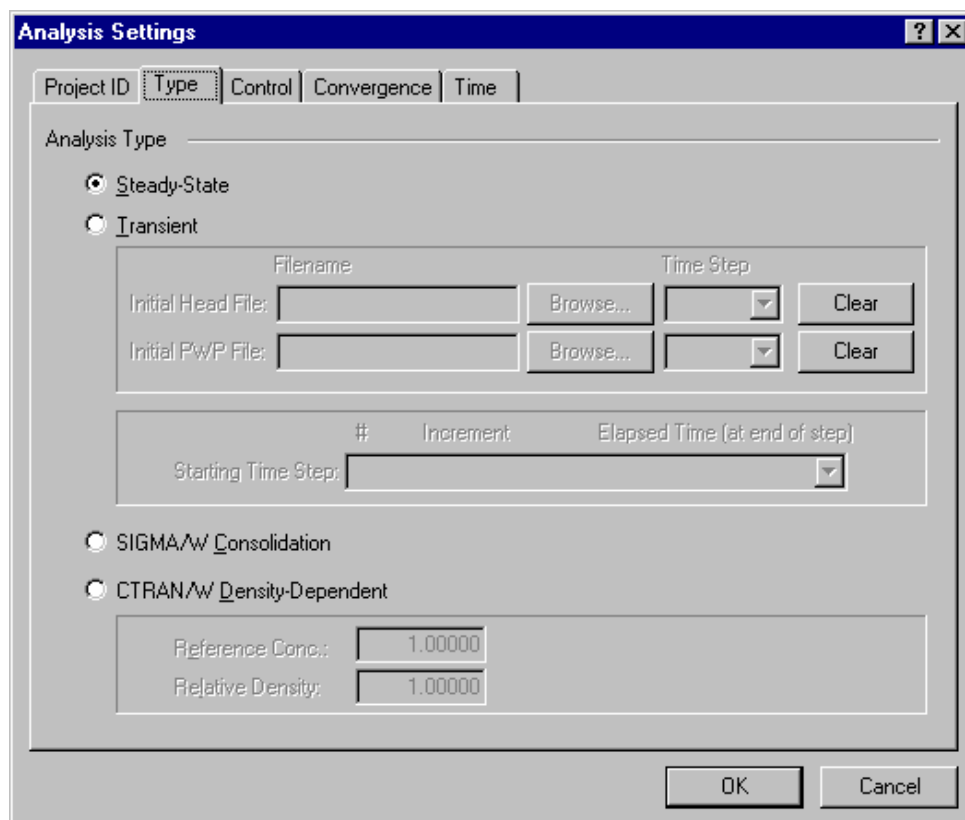 Analysis Settings
Project ID Type Control Convergence Time
Analysis Type
Steady-State
Transient
Filename Time Step
Initial Head File: Browse... Clear
Initial PWP File: Browse... Clear
# Increment Elapsed Time (at end of step)
Starting Time Step:
SIGMA/W Consolidation
CTRAN/W Density-Dependent
Reference Conc.: 1.00000
Relative Density: 1.00000
OK Cancel